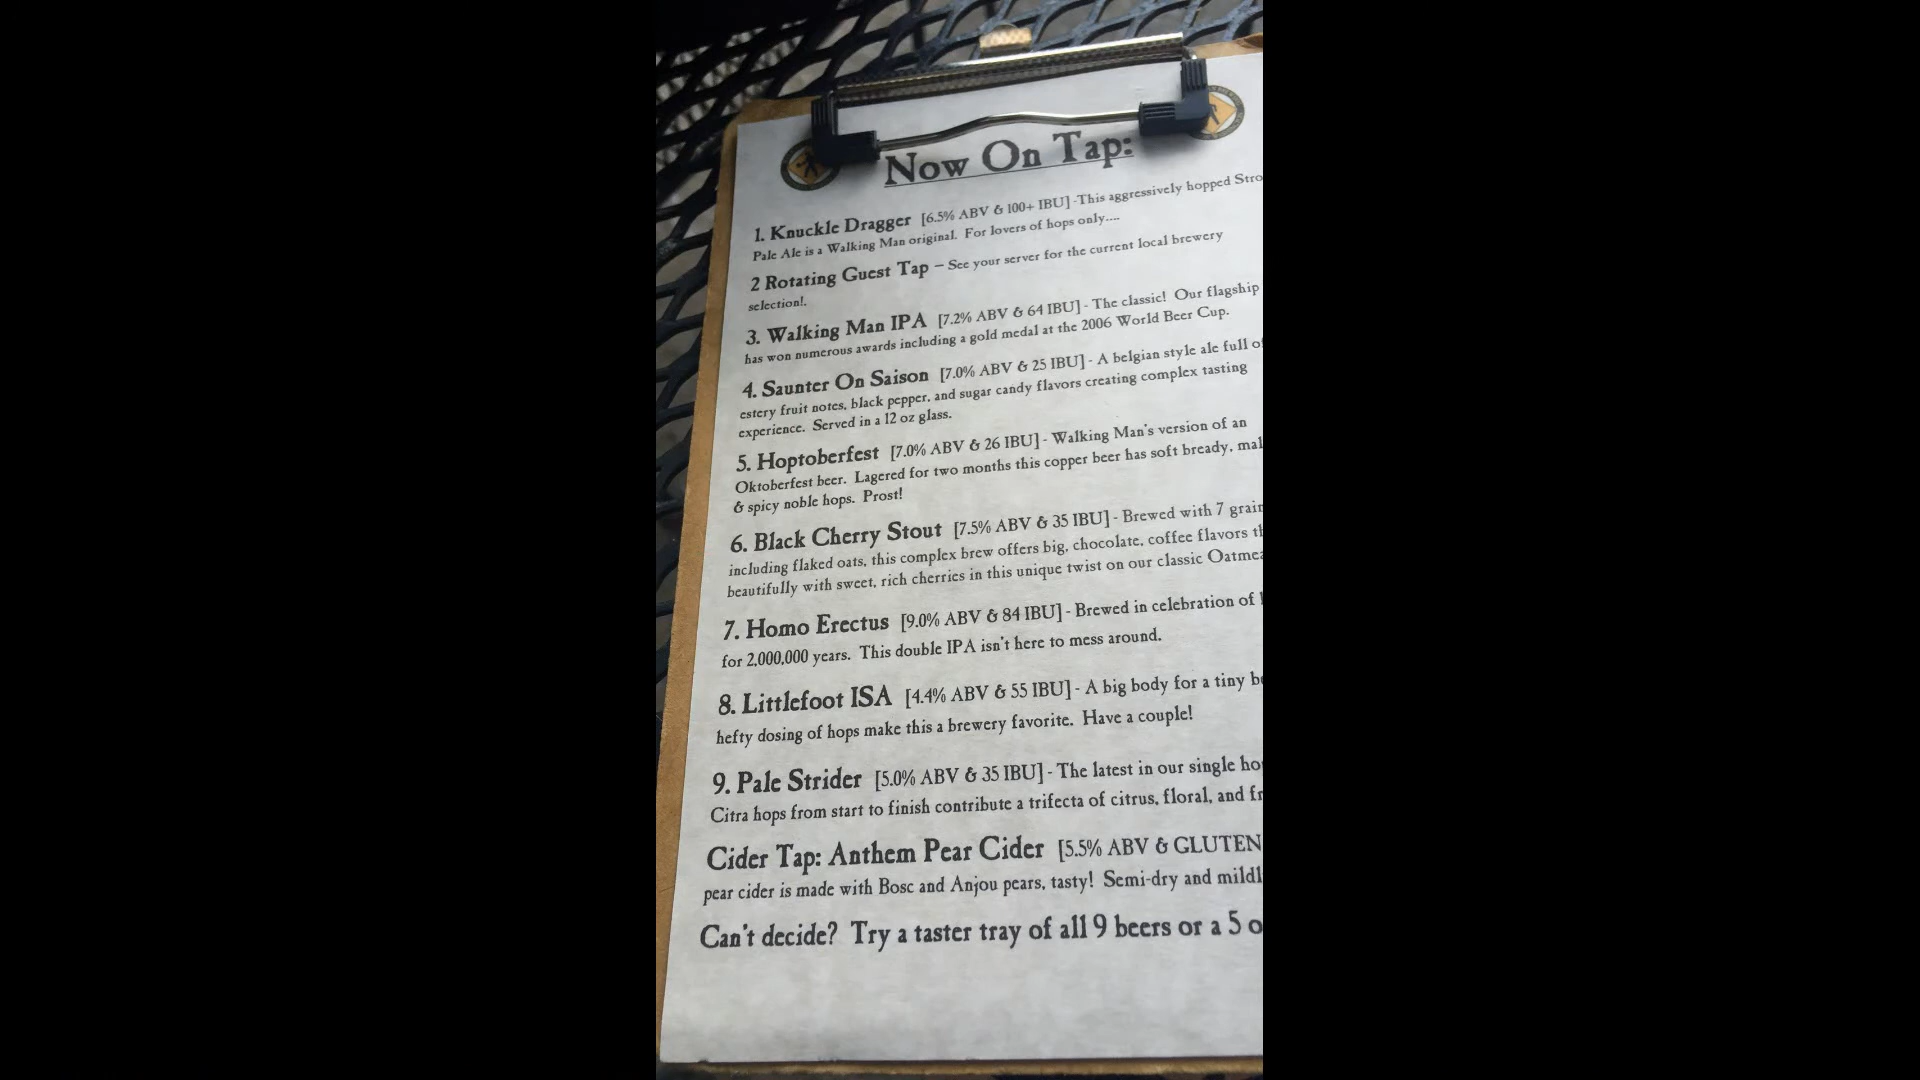 Now On Tap:
1. Knuckle Dragger [6.5% ABV & 100+ IBU] -This aggressively hopped
Pale Ale is a Walking Man original. For lovers of hops only....
2 Rotating Guest Tap – See your server for the current local brewery
selection!.
3. Walking Man IPA [7.2% ABV & 64 IBU] - The classic! Our flagship
has won numerous awards including a gold medal at the 2006 World Beer Cup.
4. Saunter On Saison [7.0% ABV & 25 IBU] - A belgian style ale full of
estery fruit notes, black pepper, and sugar candy flavors creating complex tasting
experience. Served in a 12 oz glass.
5. Hoptoberfest [7.0% ABV & 26 IBU] - Walking Man's version of an
Oktoberfest beer. Lagered for two months this copper beer has soft bready,
& spicy noble hops. Prost!
6. Black Cherry Stout [7.5% ABV & 35 IBU] - Brewed with 7
including flaked oats, this complex brew offers big, chocolate, coffee flavors
beautifully with sweet, rich cherries in this unique twist on our classic
7. Homo Erectus [9.0% ABV & 84 IBU] - Brewed in celebration of
for 2,000,000 years. This double IPA isn't here to mess around.
8. Littlefoot ISA [4.4% ABV & 55 IBU] - A big body for a tiny
hefty dosing of hops make this a brewery favorite. Have a couple!
9. Pale Strider [5.0% ABV & 35 IBU] - The latest in our single
Citra hops from start to finish contribute a trifecta of citrus, floral, and
Cider Tap: Anthem Pear Cider [5.5% ABV & GLUTEN
pear cider is made with Bosc and Anjou pears, tasty! Semi-dry and
Can't decide? Try a taster tray of all 9 beers or a 5